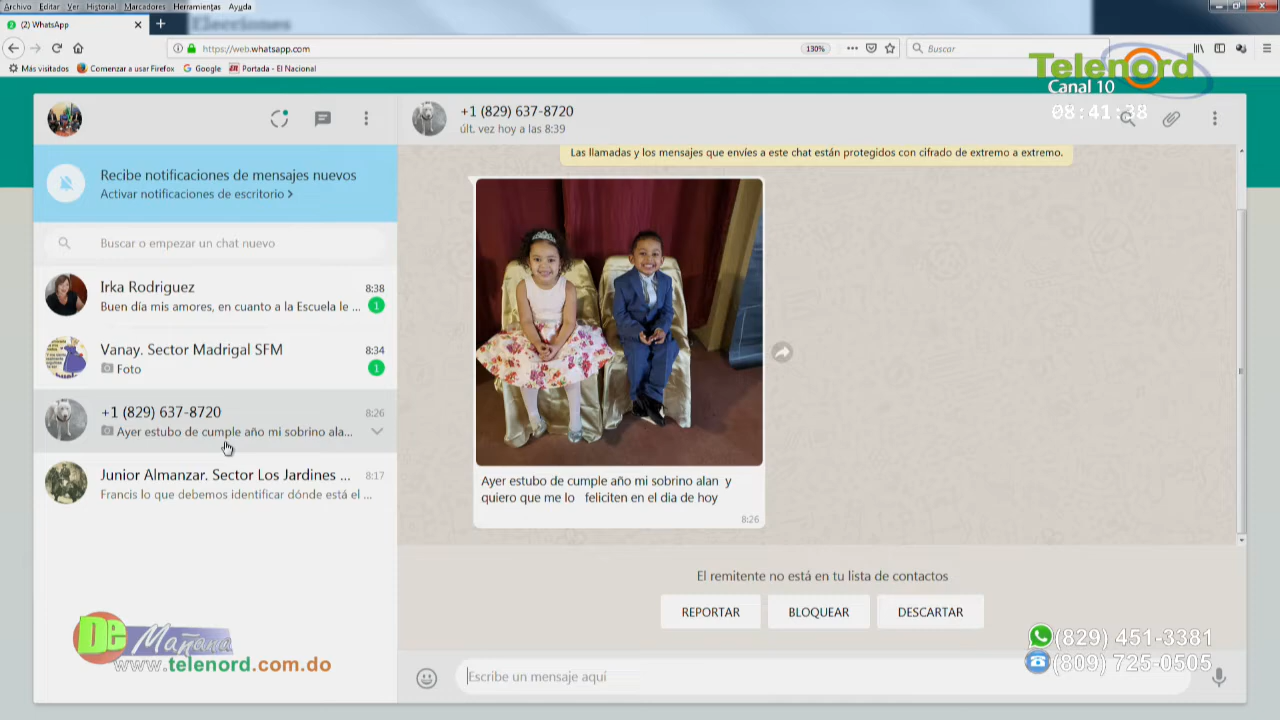 Archivo Editar Ver Historial Marcadores Herramientas Ayuda
(2) WhatsApp
Elecciones
https://web.whatsapp.com
130%
Buscar
Más visitados Comenzar a usar Firefox Google Portada - El Nacional
Telenord
Canal 10
08:41:38
+1 (829) 637-8720
últ. vez hoy a las 8:39
Recibe notificaciones de mensajes nuevos
Activar notificaciones de escritorio >
Buscar o empezar un chat nuevo
Irka Rodriguez 8:38
Buen día mis amores, en cuanto a la Escuela le ... 1
Vanay. Sector Madrigal SFM 8:34
Foto 1
+1 (829) 637-8720 8:26
Ayer estubo de cumple año mi sobrino ala...
Junior Almanzar. Sector Los Jardines ... 8:17
Francis lo que debemos identificar dónde está el ...
Las llamadas y los mensajes que envíes a este chat están protegidos con cifrado de extremo a extremo.
Ayer estubo de cumple año mi sobrino alan y
quiero que me lo feliciten en el dia de hoy
8:26
El remitente no está en tu lista de contactos
REPORTAR BLOQUEAR DESCARTAR
Escribe un mensaje aquí
De Mañana
www.telenord.com.do
(829) 451-3381
(809) 725-0505